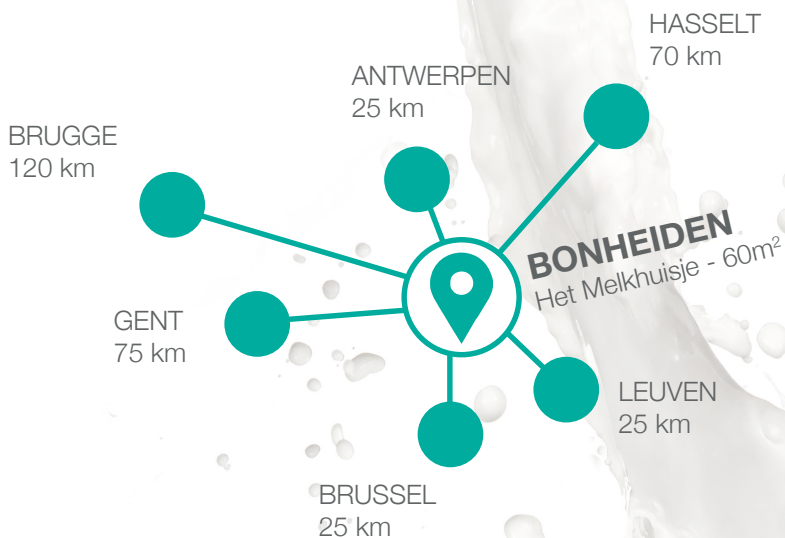 HASSELT
70 km
ANTWERPEN
25 km
BRUGGE
120 km
BONHEIDEN
Het Melkhuisje - 60m²
GENT
75 km
LEUVEN
25 km
BRUSSEL
25 km